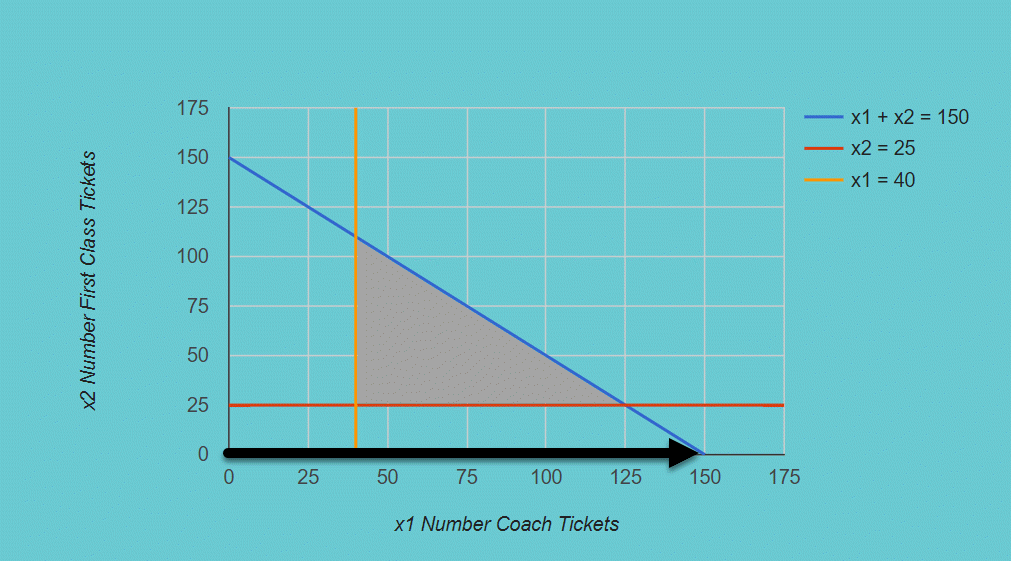 175
150
125
100
75
50
25
0
0 25 50 75 100 125 150 175
x2 Number First Class Tickets
x1 Number Coach Tickets
x1 + x2 = 150
x2 = 25
x1 = 40